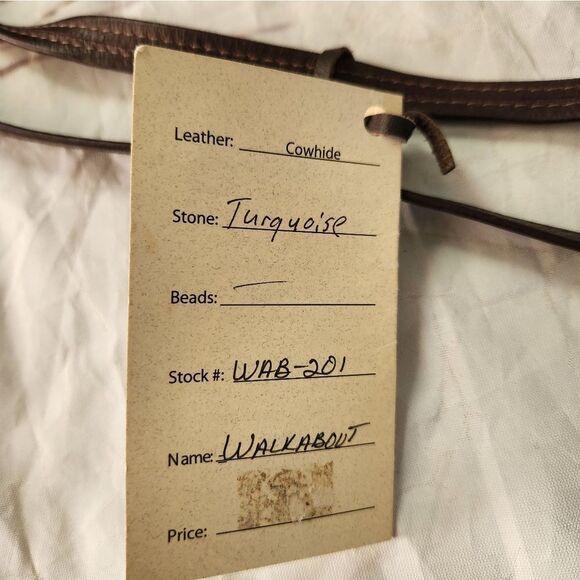 Leather: Cowhide
Stone: Turquoise
Beads: —
Stock #: WAB-201
Name: WALKABOUT
Price: